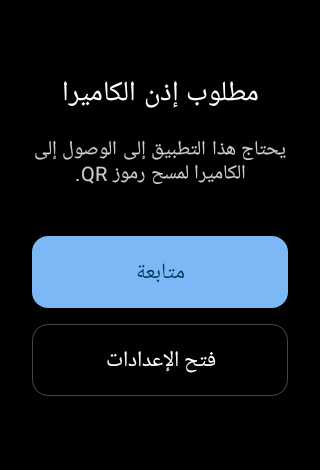 مطلوب إذن الكاميرا
يحتاج هذا التطبيق إلى الوصول إلى
الكاميرا لمسح رموز QR.
متابعة
فتح الإعدادات